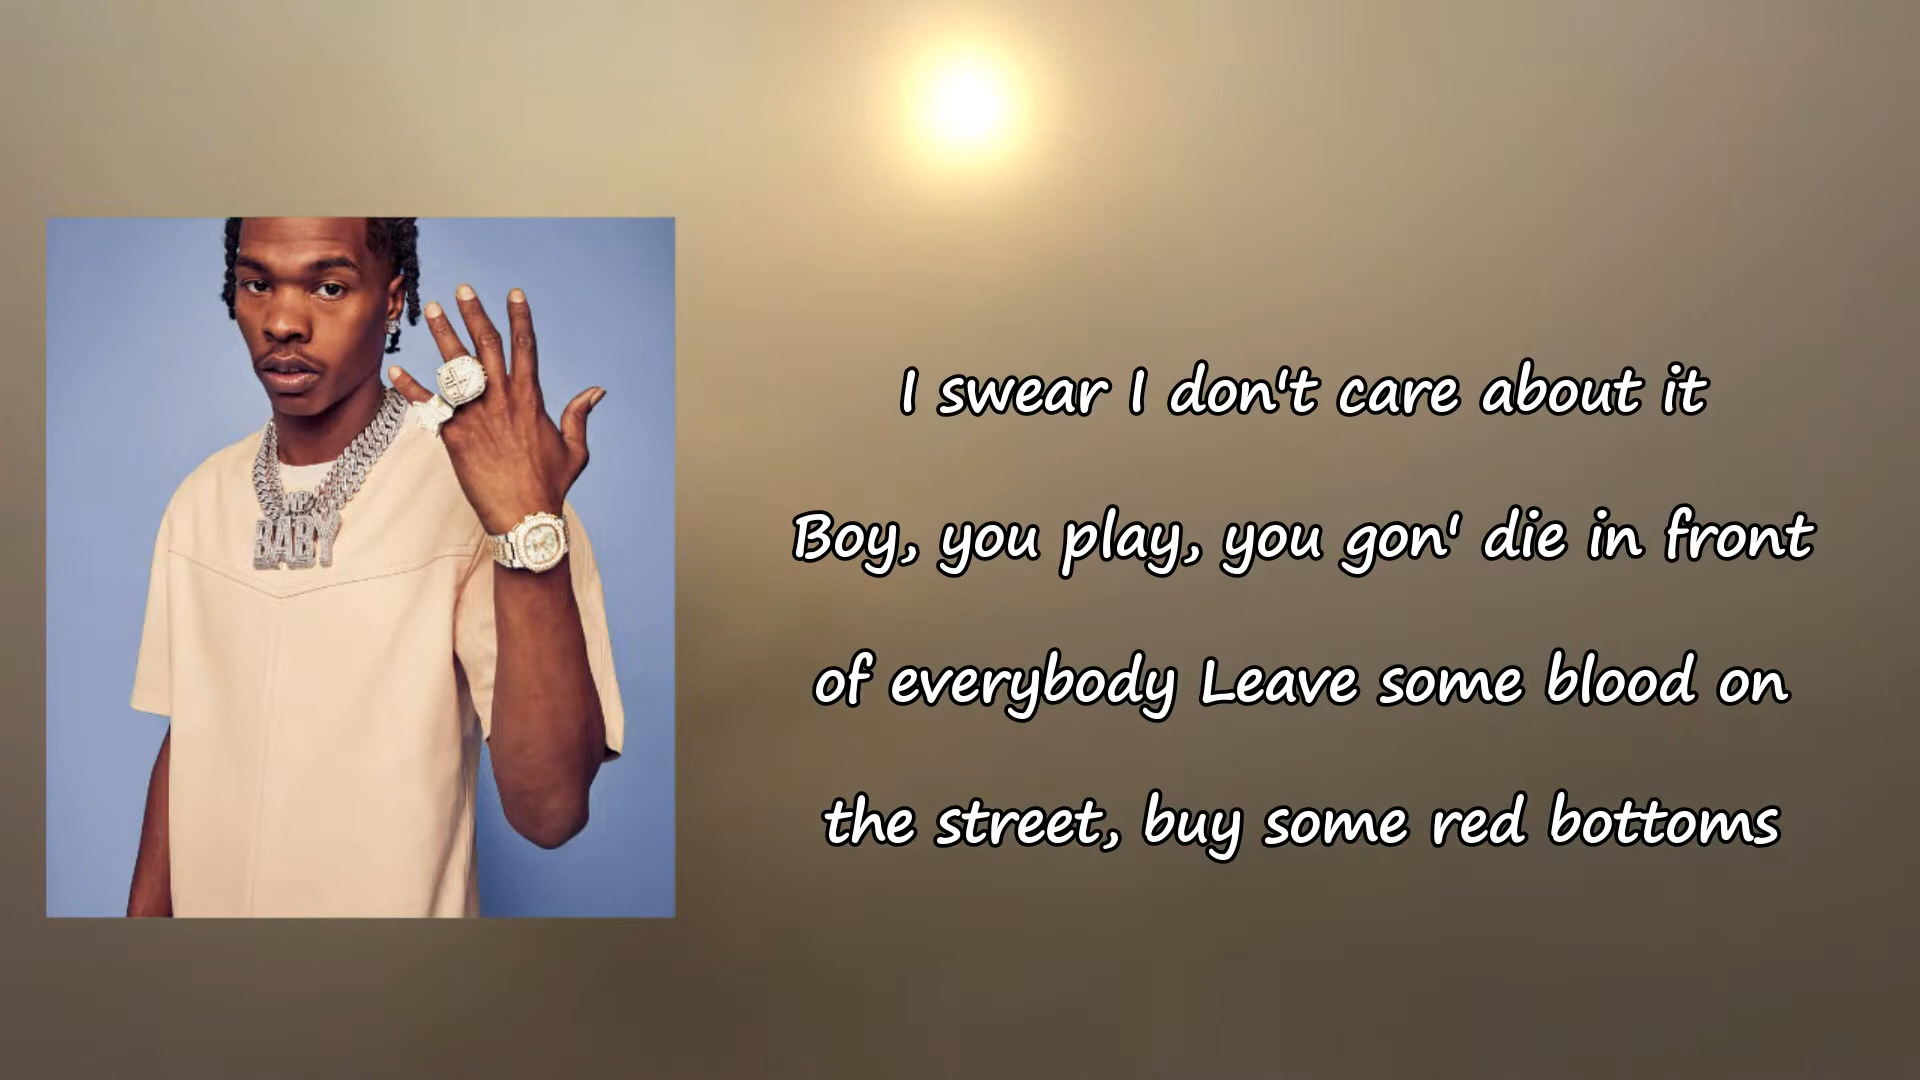 BABY
I swear I don't care about it
Boy, you play, you gon' die in front
of everybody Leave some blood on
the street, buy some red bottoms